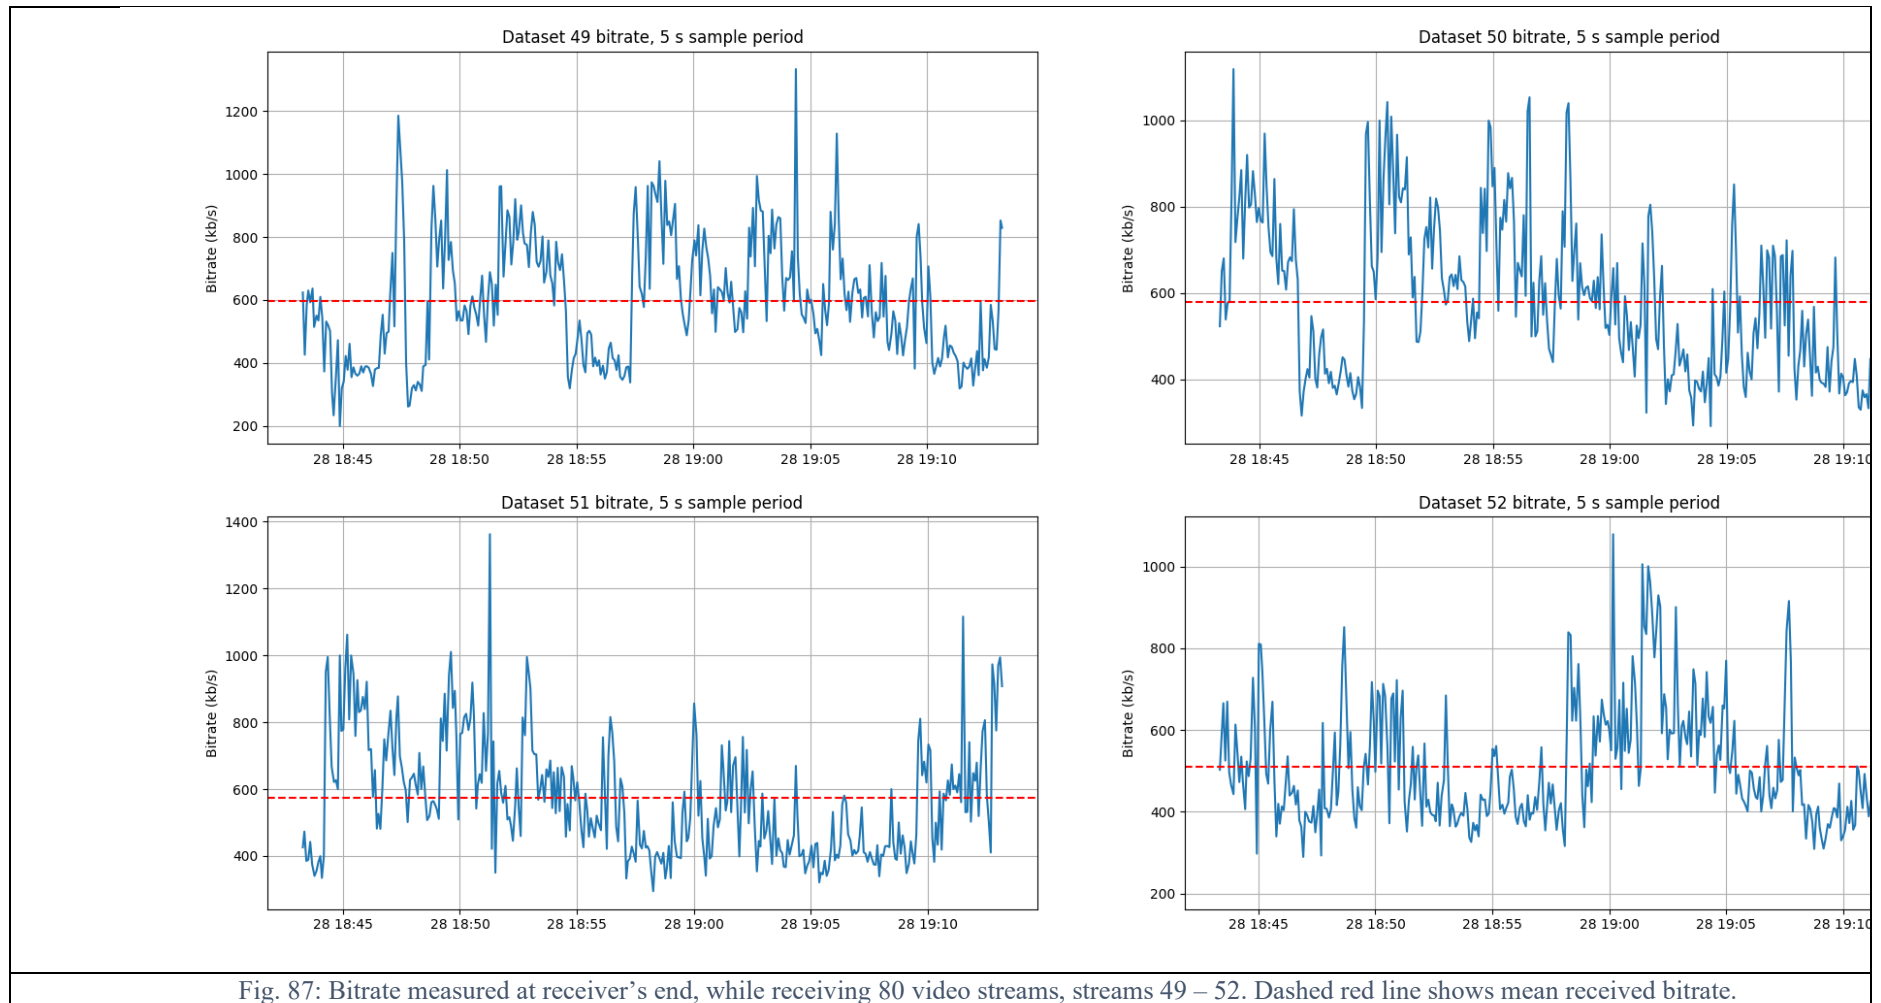 Dataset 49 bitrate, 5 s sample period
1200
1000
800
600
400
200
Bitrate (kb/s)
28 18:45 28 18:50 28 18:55 28 19:00 28 19:05 28 19:10
Dataset 50 bitrate, 5 s sample period
1000
800
600
400
Bitrate (kb/s)
28 18:45 28 18:50 28 18:55 28 19:00 28 19:05 28 19:10
Dataset 51 bitrate, 5 s sample period
1400
1200
1000
800
600
400
Bitrate (kb/s)
28 18:45 28 18:50 28 18:55 28 19:00 28 19:05 28 19:10
Dataset 52 bitrate, 5 s sample period
1000
800
600
400
200
Bitrate (kb/s)
28 18:45 28 18:50 28 18:55 28 19:00 28 19:05 28 19:10
Fig. 87: Bitrate measured at receiver’s end, while receiving 80 video streams, streams 49 – 52. Dashed red line shows mean received bitrate.